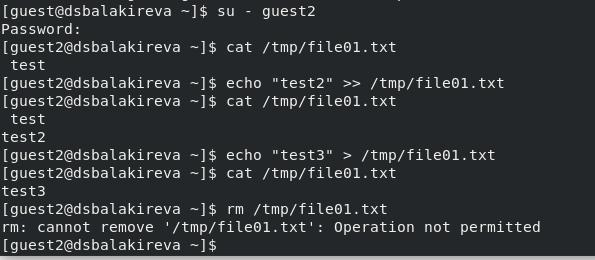 [guest@dsbalakireva ~]$ su - guest2
Password:
[guest2@dsbalakireva ~]$ cat /tmp/file01.txt
 test
[guest2@dsbalakireva ~]$ echo "test2" >> /tmp/file01.txt
[guest2@dsbalakireva ~]$ cat /tmp/file01.txt
 test
test2
[guest2@dsbalakireva ~]$ echo "test3" > /tmp/file01.txt
[guest2@dsbalakireva ~]$ cat /tmp/file01.txt
test3
[guest2@dsbalakireva ~]$ rm /tmp/file01.txt
rm: cannot remove '/tmp/file01.txt': Operation not permitted
[guest2@dsbalakireva ~]$